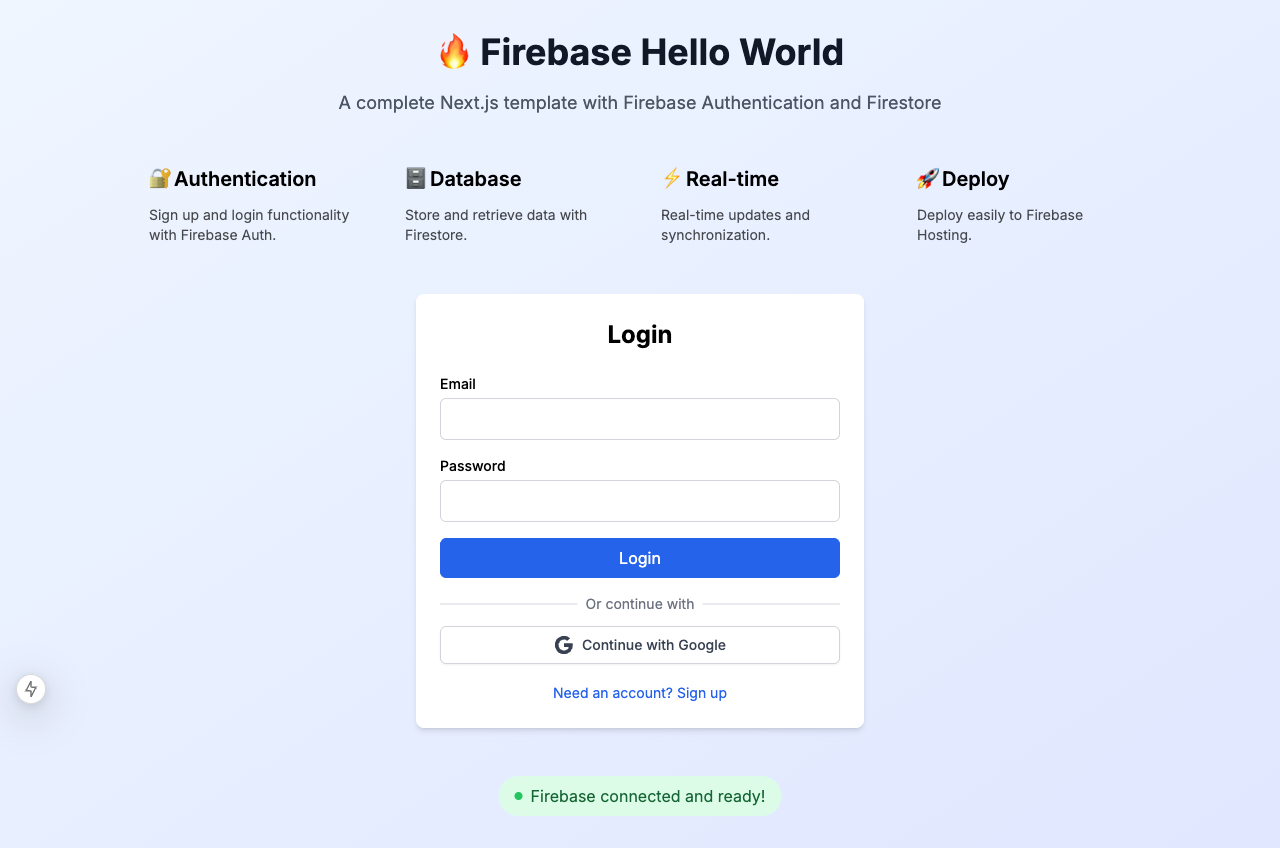 🔥 Firebase Hello World
A complete Next.js template with Firebase Authentication and Firestore
🔐 Authentication
Sign up and login functionality
with Firebase Auth.
🗄️ Database
Store and retrieve data with
Firestore.
⚡ Real-time
Real-time updates and
synchronization.
🚀 Deploy
Deploy easily to Firebase
Hosting.
Login
Email
Password
Login
Or continue with
Continue with Google
Need an account? Sign up
Firebase connected and ready!